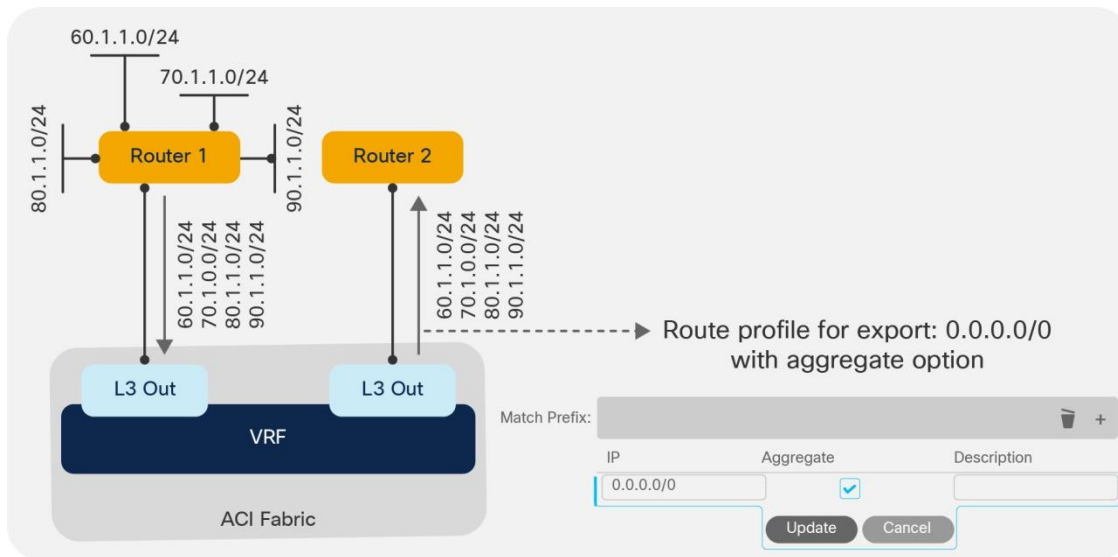 60.1.1.0/24
70.1.1.0/24
80.1.1.0/24
Router 1
90.1.1.0/24
Router 2
60.1.1.0/24
70.1.0.0/24
80.1.1.0/24
90.1.1.0/24
60.1.1.0/24
70.1.0.0/24
80.1.1.0/24
90.1.1.0/24
Route profile for export: 0.0.0.0/0
with aggregate option
L3 Out
L3 Out
VRF
ACI Fabric
Match Prefix:
+
IP Aggregate Description
0.0.0.0/0
Update Cancel